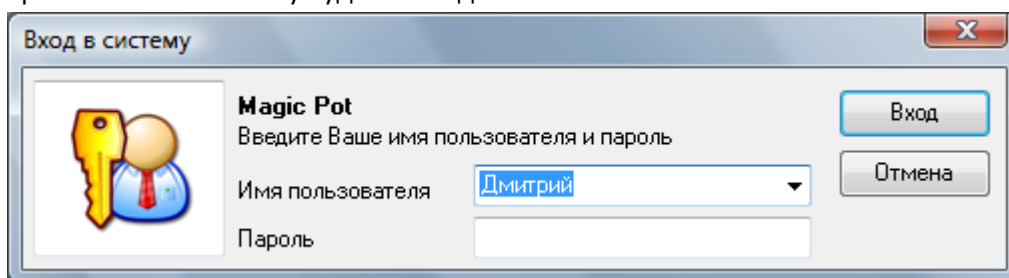 Вход в систему
Magic Pot
Введите Ваше имя пользователя и пароль
Имя пользователя Дмитрий
Пароль
Вход
Отмена